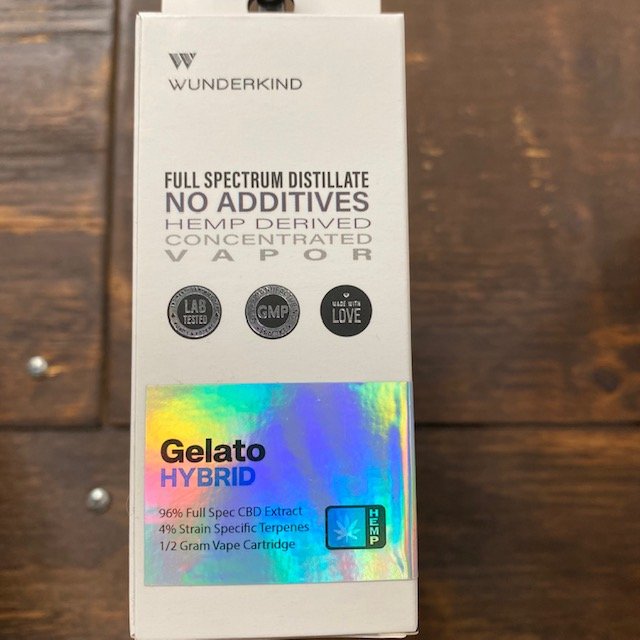 WUNDERKIND
FULL SPECTRUM DISTILLATE
NO ADDITIVES
HEMP DERIVED
CONCENTRATED
VAPOR
LAB
TESTED
GMP
MADE WITH
LOVE
Gelato
HYBRID
96% Full Spec CBD Extract
4% Strain Specific Terpenes
1/2 Gram Vape Cartridge
HEMP